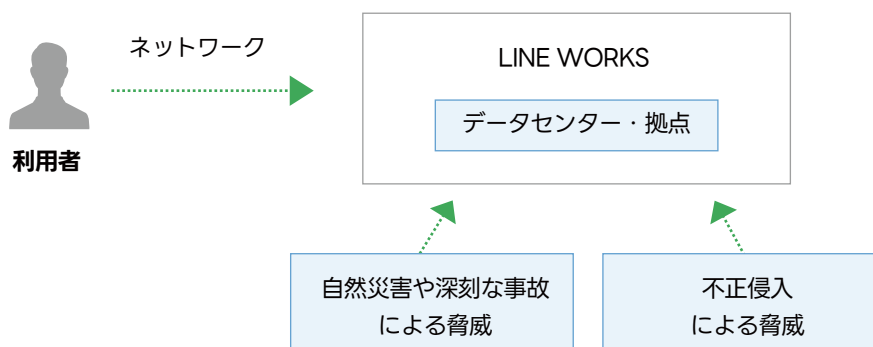 ネットワーク
利用者
LINE WORKS
データセンター・拠点
自然災害や深刻な事故
による脅威
不正侵入
による脅威